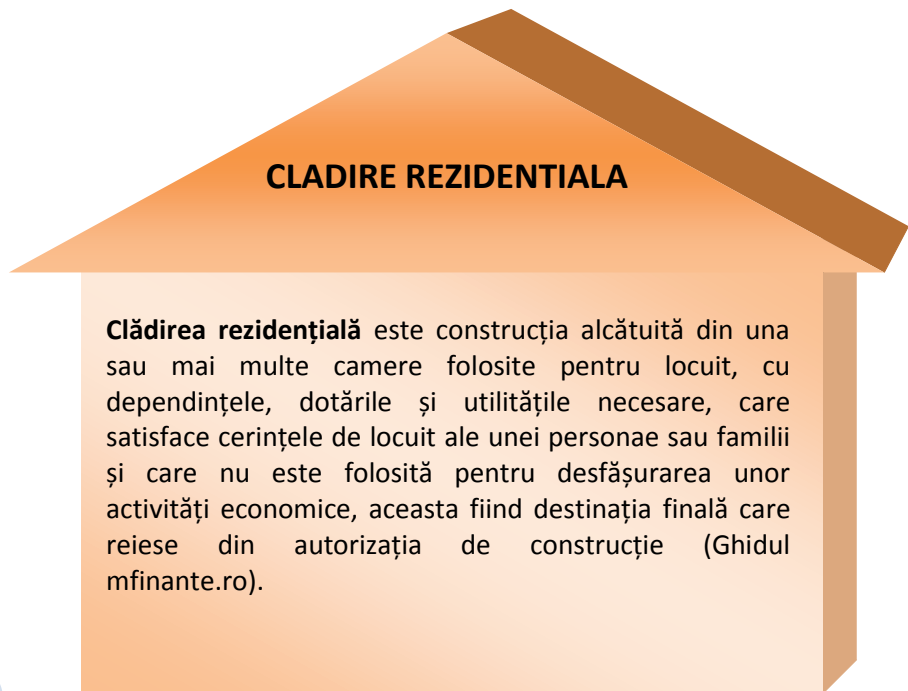 CLADIRE REZIDENTIALA
Clădirea rezidențială este construcția alcătuită din una
sau mai multe camere folosite pentru locuit, cu
dependințele, dotările și utilitățile necesare, care
satisface cerințele de locuit ale unei personae sau familii
și care nu este folosită pentru desfășurarea unor
activități economice, aceasta fiind destinația finală care
reiese din autorizația de construcție (Ghidul
mfinante.ro).